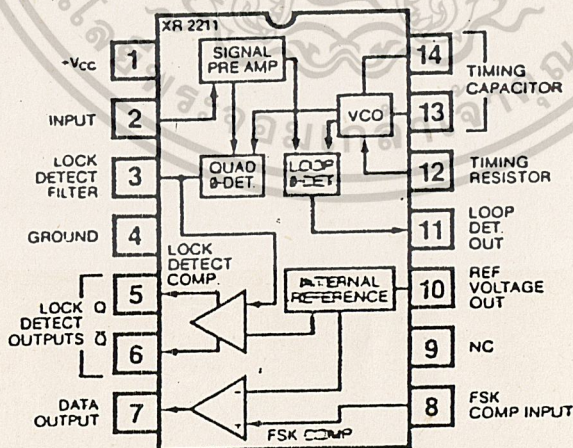 XR 2211
+Vcc 1
INPUT 2
LOCK
DETECT
FILTER 3
GROUND 4
LOCK
DETECT
OUTPUTS
Q 5
Q̅ 6
DATA
OUTPUT 7
SIGNAL
PRE AMP
VCO
QUAD
Ø-DET.
LOOP
Ø-DET
LOCK
DETECT
COMP.
INTERNAL
REFERENCE
-
+
FSK COMP
14
13
TIMING
CAPACITOR
12 TIMING
RESISTOR
11 LOOP
DET.
OUT
10 REF
VOLTAGE
OUT
9 NC
8 FSK
COMP INPUT